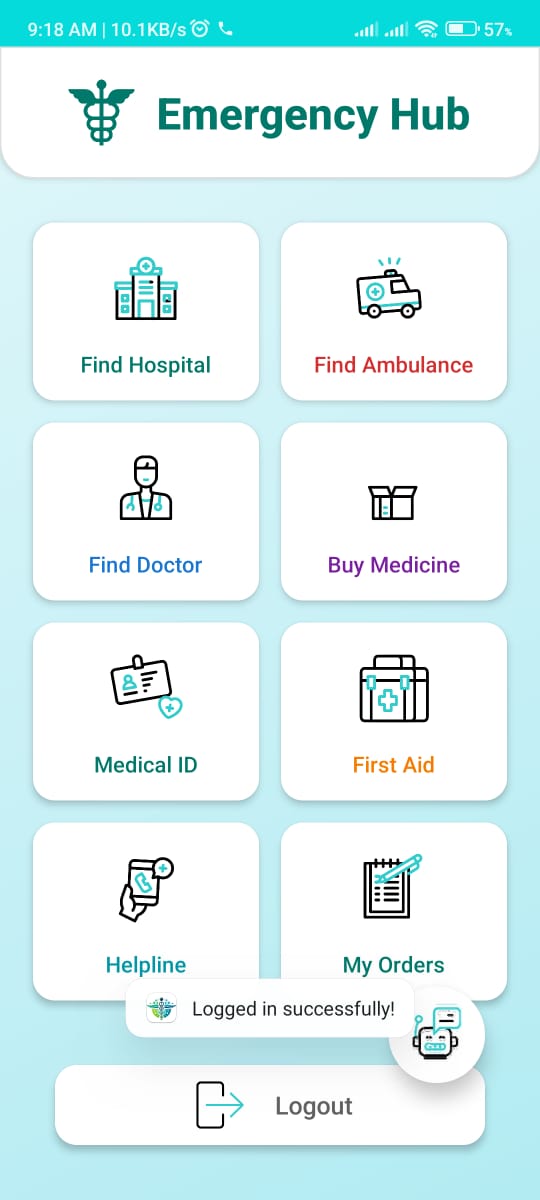 9:18 AM | 10.1KB/s 57%
Emergency Hub
Find Hospital
Find Ambulance
Find Doctor
Buy Medicine
Medical ID
First Aid
Helpline
My Orders
Logged in successfully!
Logout